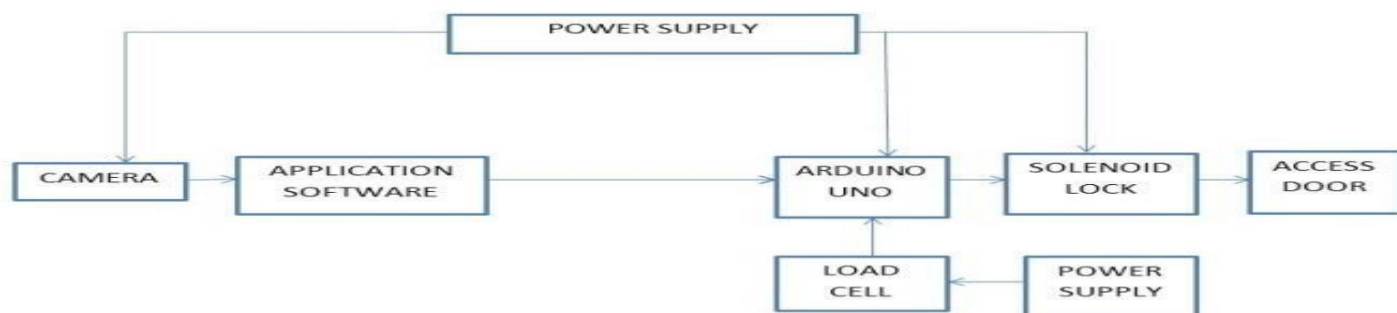 POWER SUPPLY
CAMERA
APPLICATION
SOFTWARE
ARDUINO
UNO
SOLENOID
LOCK
ACCESS
DOOR
LOAD
CELL
POWER
SUPPLY